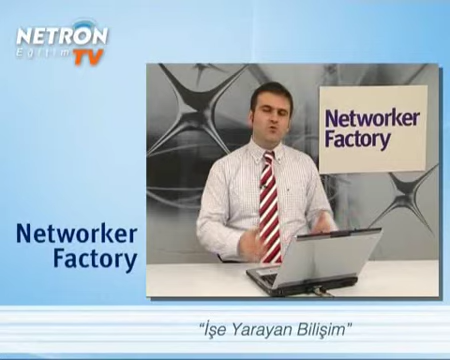 NETRON
Eğitim TV
Networker
Factory
Networker
Factory
“İşe Yarayan Bilişim”